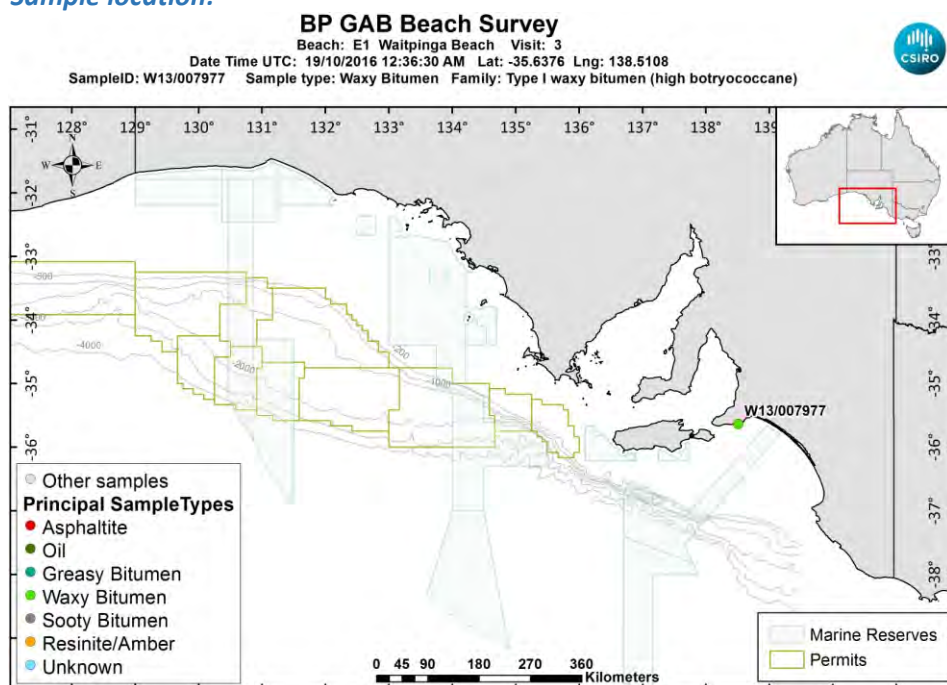 Sample location:
BP GAB Beach Survey
Beach: E1 Waitpinga Beach Visit: 3
Date Time UTC: 19/10/2016 12:36:30 AM Lat: -35.6376 Lng: 138.5108
SampleID: W13/007977 Sample type: Waxy Bitumen Family: Type I waxy bitumen (high botryococcane)
CSIRO
128° 129° 130° 131° 132° 133° 134° 135° 136° 137° 138° 139
-31° 
-32° 
-33° -33°
-34° -34°
-35° -35°
-36° -36°
-37° -37°
-38° -38°
N
W E
S
-4000
-2000
-200
-1000
W13/007977
Other samples
Principal SampleTypes
Asphaltite
Oil
Greasy Bitumen
Waxy Bitumen
Sooty Bitumen
Resinite/Amber
Unknown
0 45 90 180 270 360
Kilometers
Marine Reserves
Permits